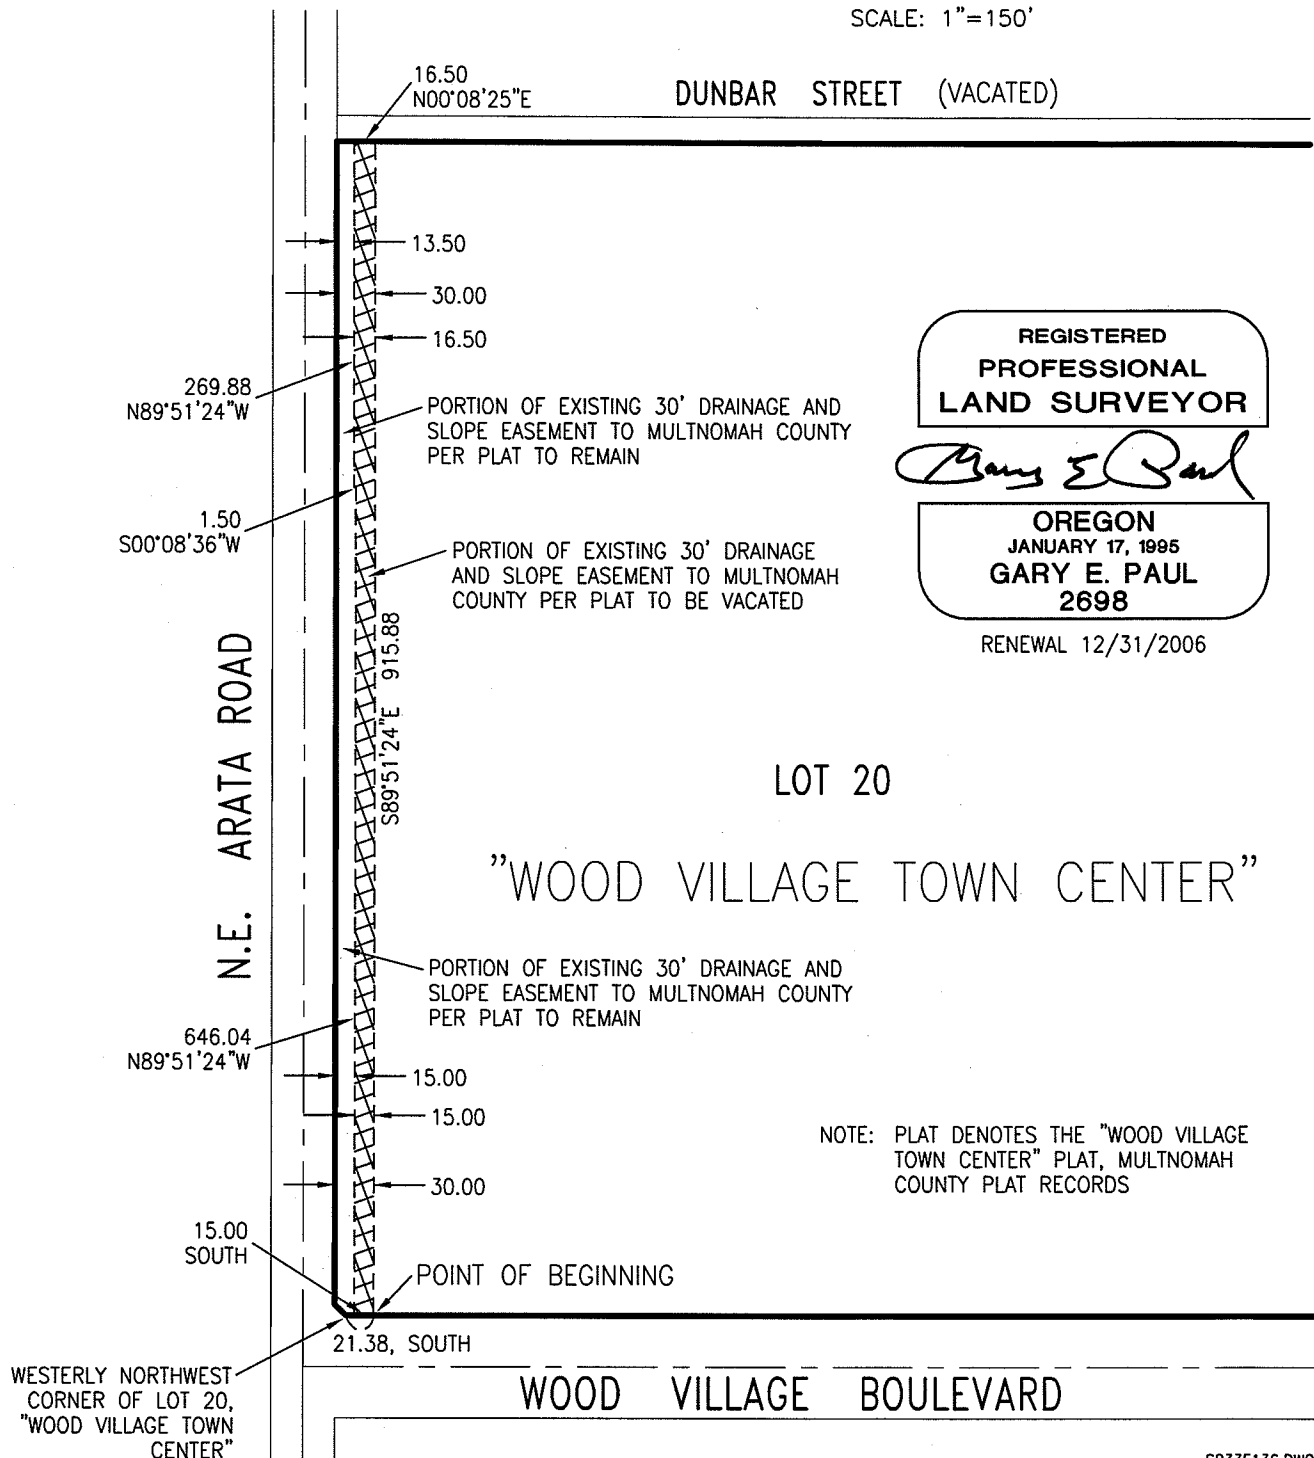 SCALE: 1"=150'
16.50
N00°08'25"E
DUNBAR STREET (VACATED)
13.50
30.00
16.50
269.88
N89°51'24"W
PORTION OF EXISTING 30' DRAINAGE AND
SLOPE EASEMENT TO MULTNOMAH COUNTY
PER PLAT TO REMAIN
REGISTERED
PROFESSIONAL
LAND SURVEYOR
Gary E Paul
OREGON
JANUARY 17, 1995
GARY E. PAUL
2698
RENEWAL 12/31/2006
1.50
S00°08'36"W
PORTION OF EXISTING 30' DRAINAGE
AND SLOPE EASEMENT TO MULTNOMAH
COUNTY PER PLAT TO BE VACATED
S89°51'24"E 915.88
N.E. ARATA ROAD
LOT 20
"WOOD VILLAGE TOWN CENTER"
PORTION OF EXISTING 30' DRAINAGE AND
SLOPE EASEMENT TO MULTNOMAH COUNTY
PER PLAT TO REMAIN
646.04
N89°51'24"W
15.00
15.00
30.00
NOTE: PLAT DENOTES THE "WOOD VILLAGE
TOWN CENTER" PLAT, MULTNOMAH
COUNTY PLAT RECORDS
15.00
SOUTH
POINT OF BEGINNING
21.38, SOUTH
WESTERLY NORTHWEST
CORNER OF LOT 20,
"WOOD VILLAGE TOWN
CENTER"
WOOD VILLAGE BOULEVARD